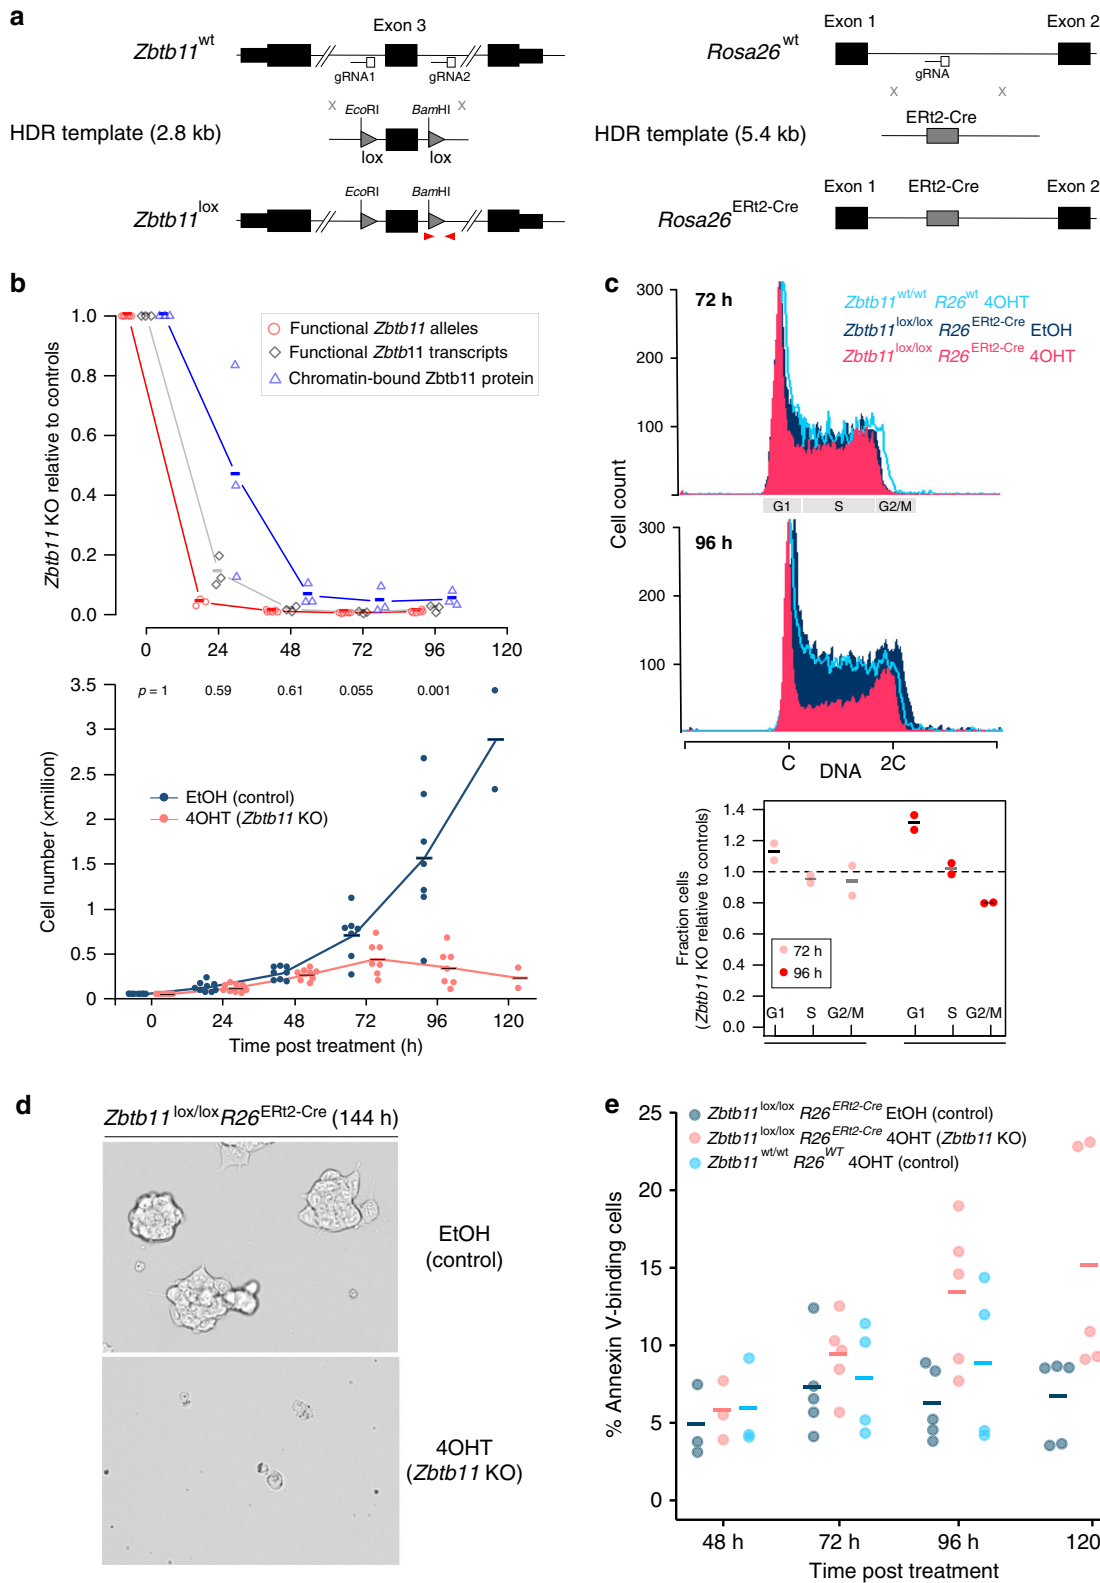 a
Exon 3
Zbtb11wt
gRNA1
gRNA2
X
X
EcoRI
BamHI
HDR template (2.8 kb)
lox
lox
EcoRI
BamHI
Zbtb11lox
Exon 1
Exon 2
Rosa26wt
gRNA
X
X
ERt2-Cre
HDR template (5.4 kb)
Exon 1
ERt2-Cre
Exon 2
Rosa26ERt2-Cre
b
Zbtb11 KO relative to controls
1.0
0.8
0.6
0.4
0.2
0.0
Functional Zbtb11 alleles
Functional Zbtb11 transcripts
Chromatin-bound Zbtb11 protein
0
24
48
72
96
120
p = 1
0.59
0.61
0.055
0.001
Cell number (×million)
3.5
3
2.5
2
1.5
1
0.5
0
EtOH (control)
4OHT (Zbtb11 KO)
0
24
48
72
96
120
Time post treatment (h)
c
72 h
Zbtb11wt/wt R26wt 4OHT
Zbtb11lox/lox R26ERt2-Cre EtOH
Zbtb11lox/lox R26ERt2-Cre 4OHT
300
200
100
0
G1
S
G2/M
Cell count
96 h
300
200
100
0
C
DNA
2C
Fraction cells
(Zbtb11 KO relative to controls)
1.4
1.2
1.0
0.8
0.6
0.4
0.2
0.0
72 h
96 h
G1
S
G2/M
G1
S
G2/M
d
Zbtb11lox/loxR26ERt2-Cre (144 h)
EtOH
(control)
4OHT
(Zbtb11 KO)
e
% Annexin V-binding cells
25
20
15
10
5
0
Zbtb11lox/lox R26ERt2-Cre EtOH (control)
Zbtb11lox/lox R26ERt2-Cre 4OHT (Zbtb11 KO)
Zbtb11wt/wt R26WT 4OHT (control)
48 h
72 h
96 h
120
Time post treatment